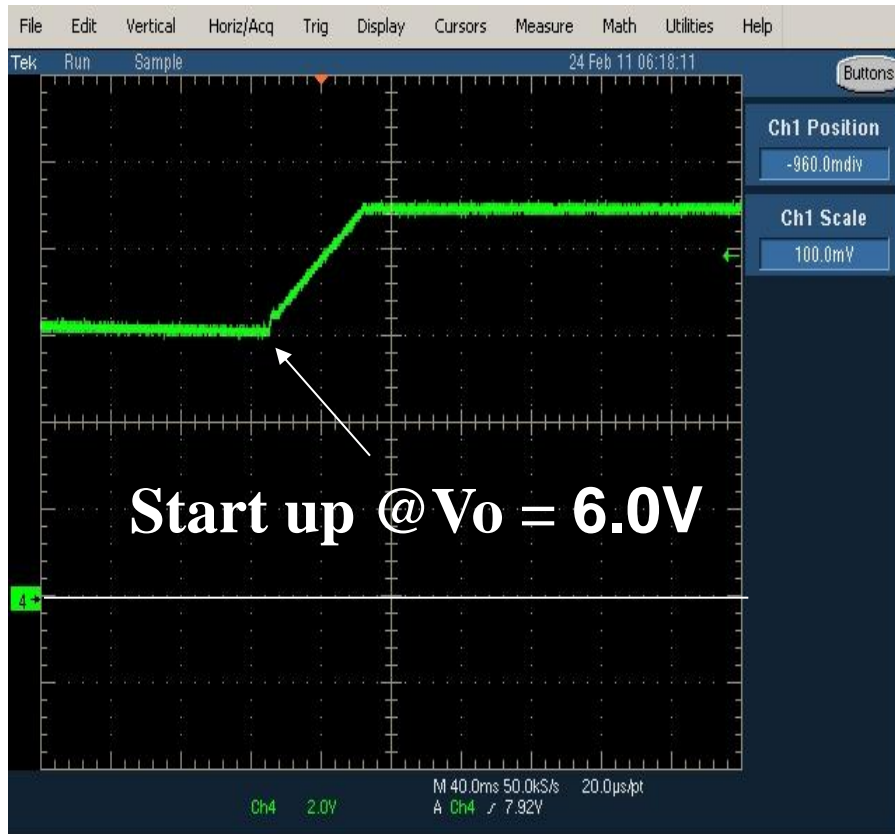 File Edit Vertical Horiz/Acq Trig Display Cursors Measure Math Utilities Help
Tek Run Sample 24 Feb 11 06:18:11 Buttons
Ch1 Position
-960.0mdiv
Ch1 Scale
100.0mV
Start up @Vo = 6.0V
4
M 40.0ms 50.0kS/s 20.0µs/pt
Ch4 2.0V A Ch4 / 7.92V